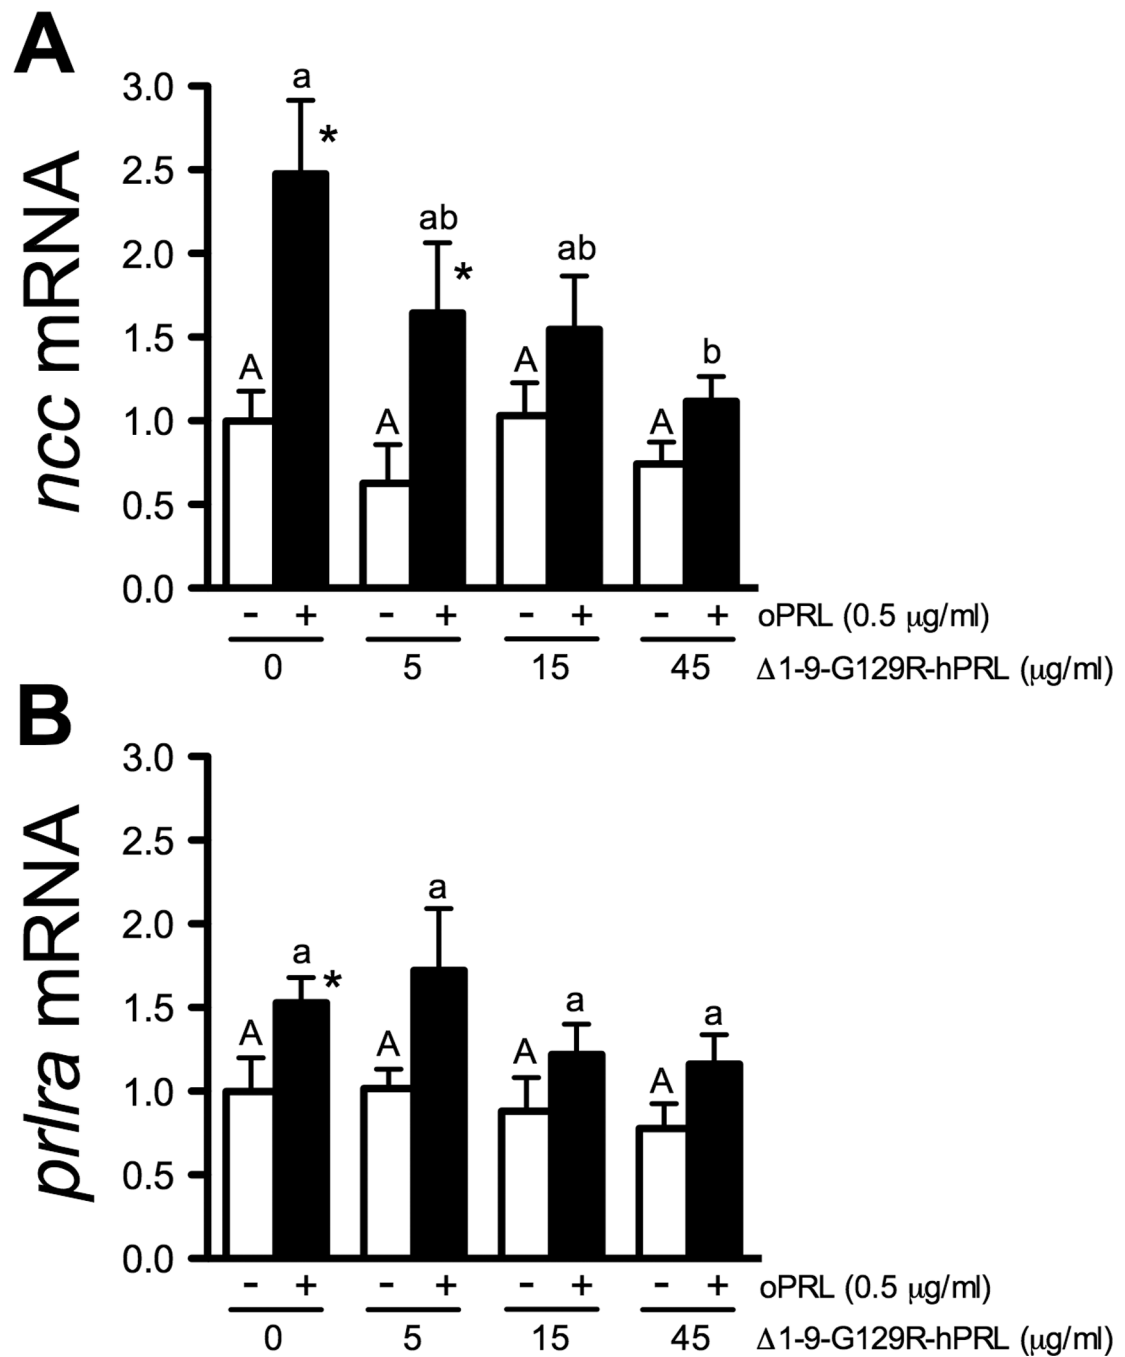 A
ncc mRNA
3.0
2.5
2.0
1.5
1.0
0.5
0.0
a
*
ab
*
ab
b
A
A
A
A
- + - + - + - + oPRL (0.5 µg/ml)
0 5 15 45 Δ1-9-G129R-hPRL (µg/ml)
B
prlra mRNA
3.0
2.5
2.0
1.5
1.0
0.5
0.0
a
*
a
a
a
A
A
A
A
- + - + - + - + oPRL (0.5 µg/ml)
0 5 15 45 Δ1-9-G129R-hPRL (µg/ml)